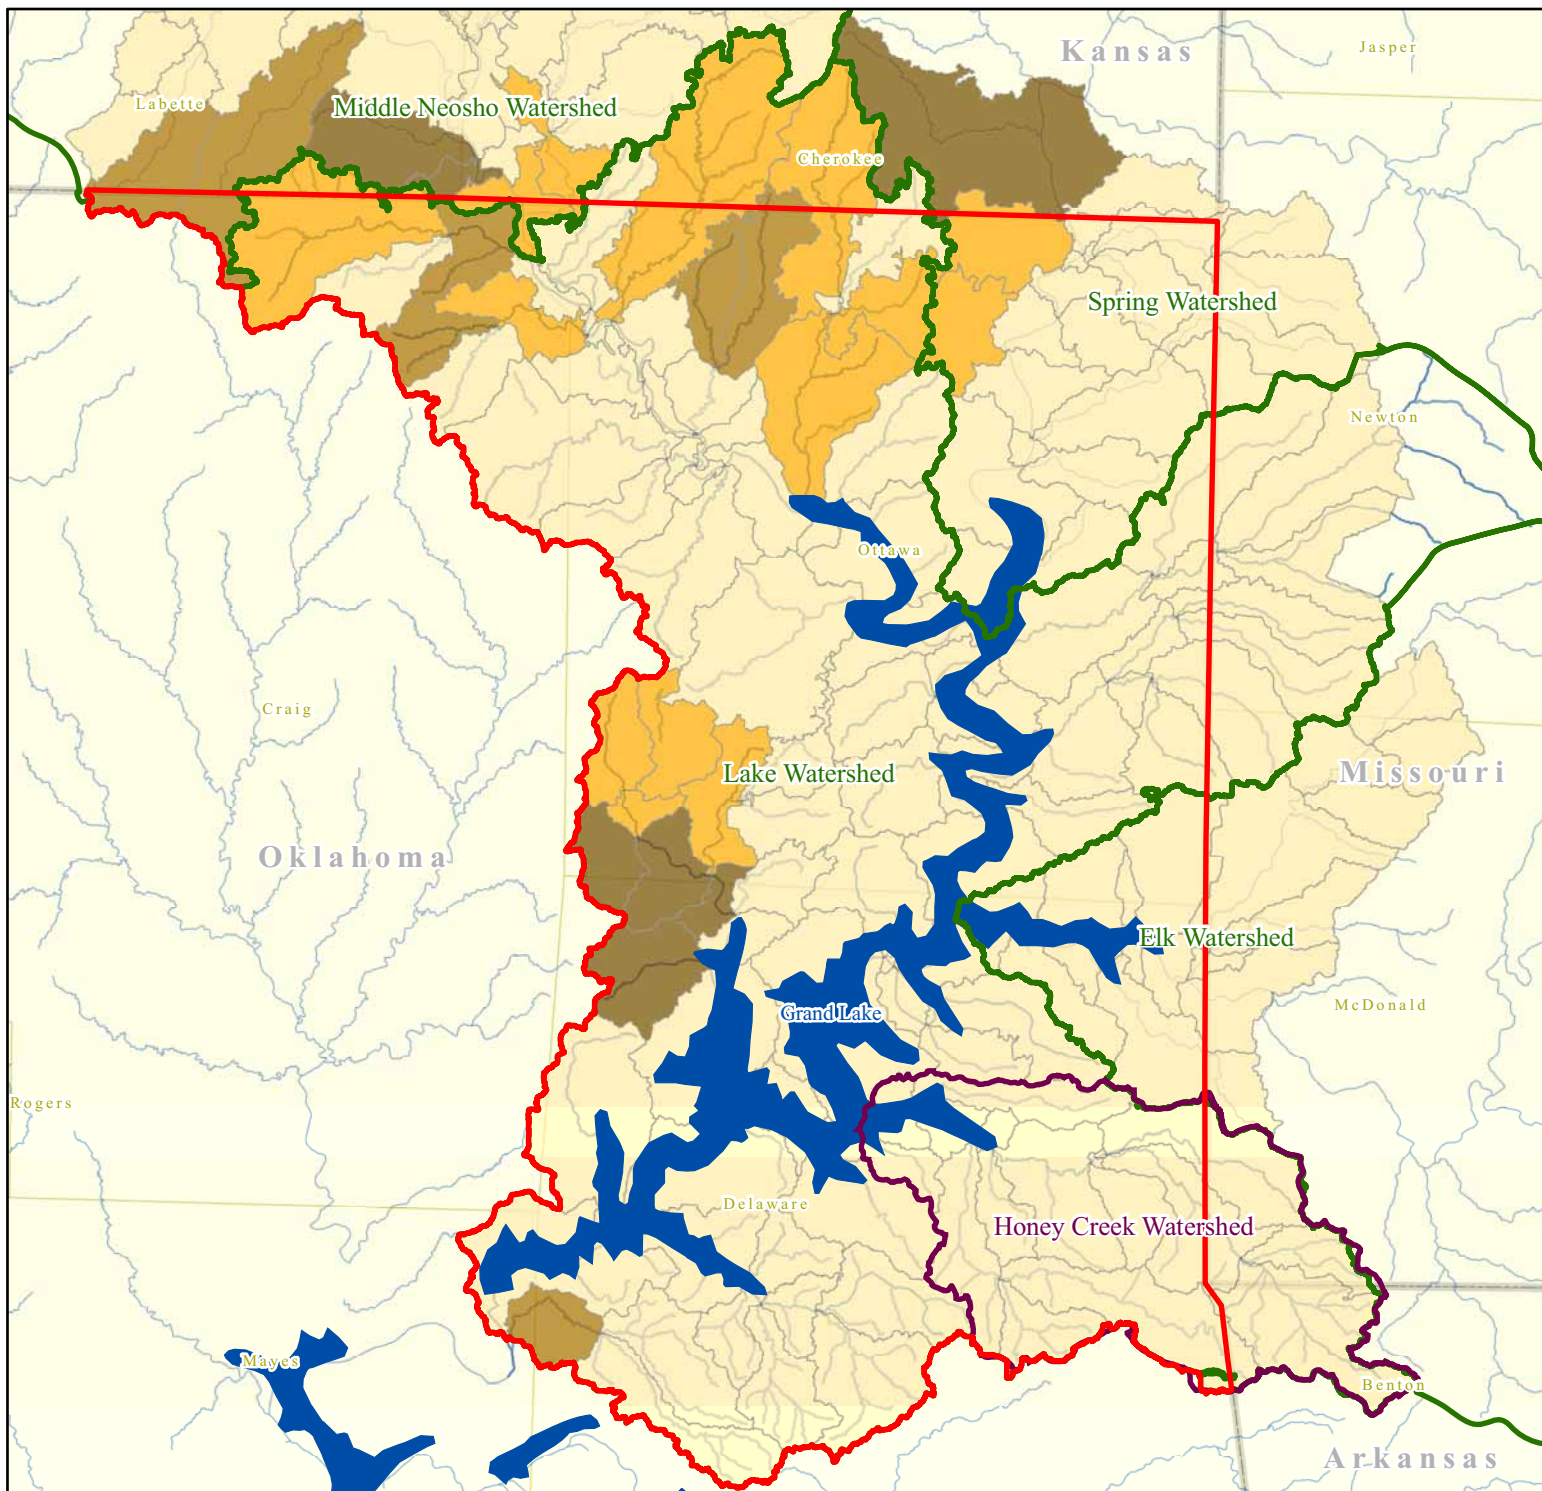 Kansas
Jasper
Labette
Middle Neosho Watershed
Cherokee
Spring Watershed
Newton
Ottawa
Craig
Lake Watershed
Missouri
Oklahoma
Elk Watershed
McDonald
Grand Lake
Rogers
Delaware
Honey Creek Watershed
Mayes
Benton
Arkansas